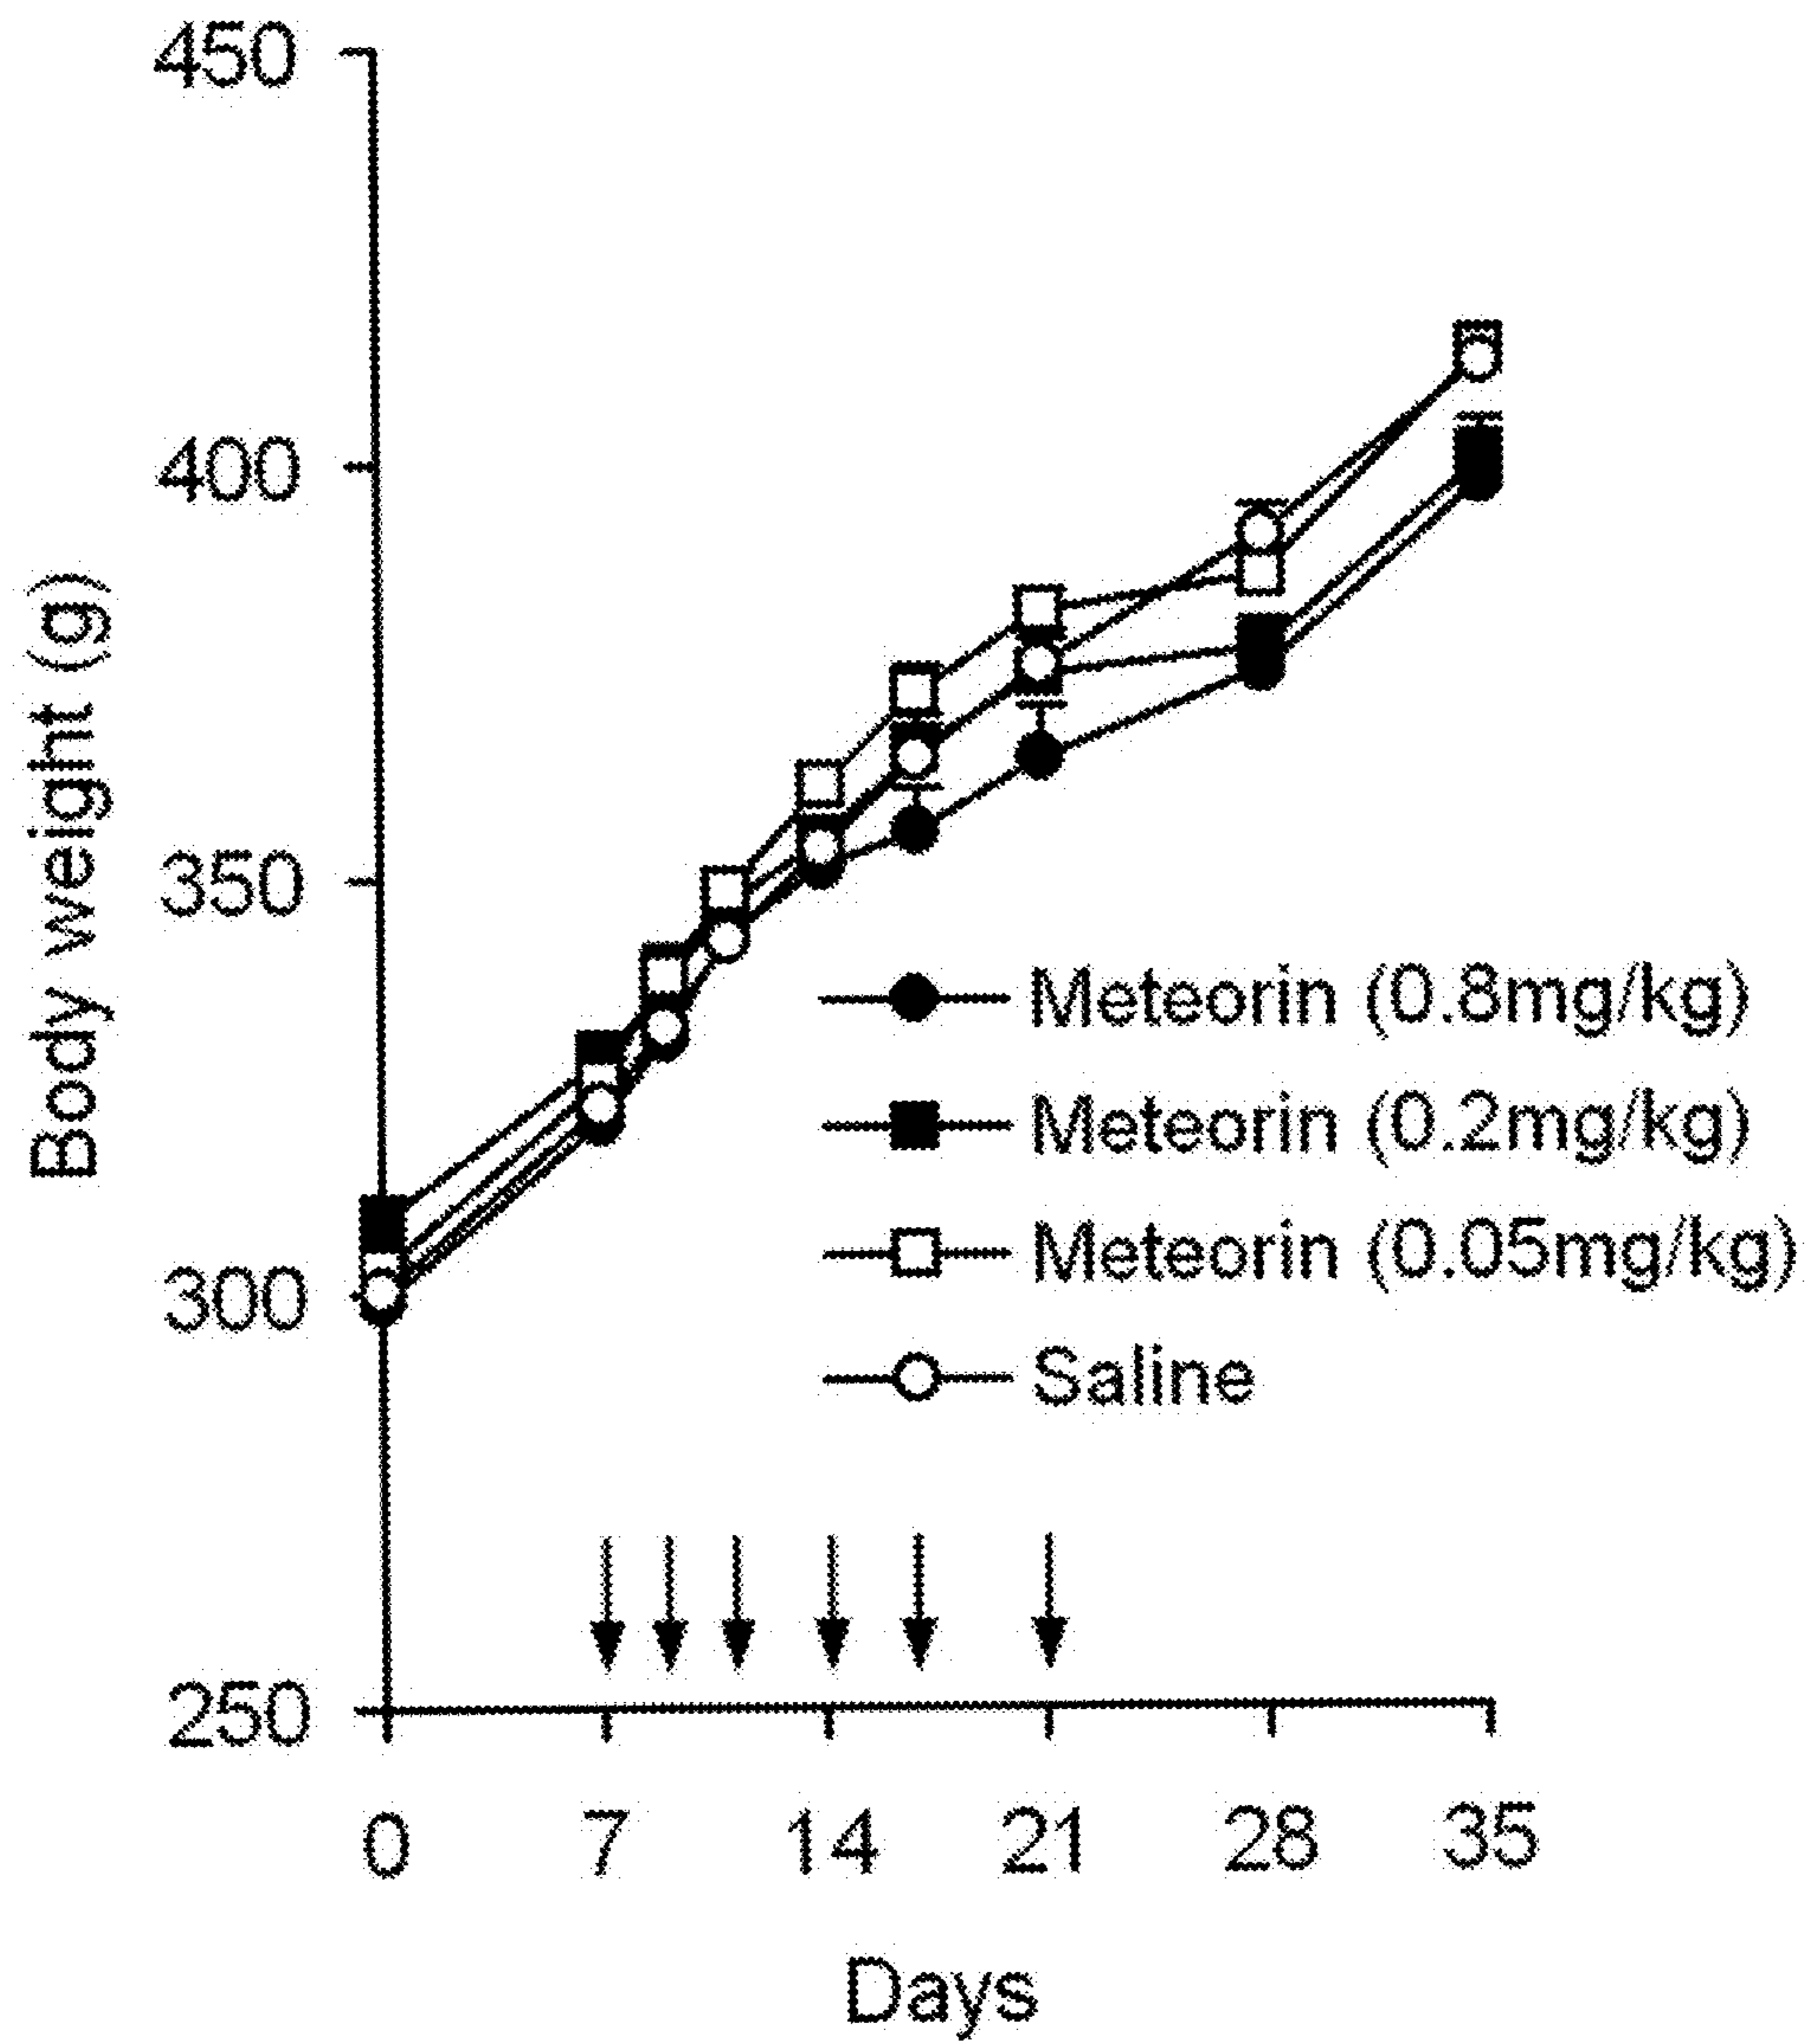 450
400
350
300
250
Body weight (g)
Meteorin (0.8mg/kg)
Meteorin (0.2mg/kg)
Meteorin (0.05mg/kg)
Saline
0 7 14 21 28 35
Days